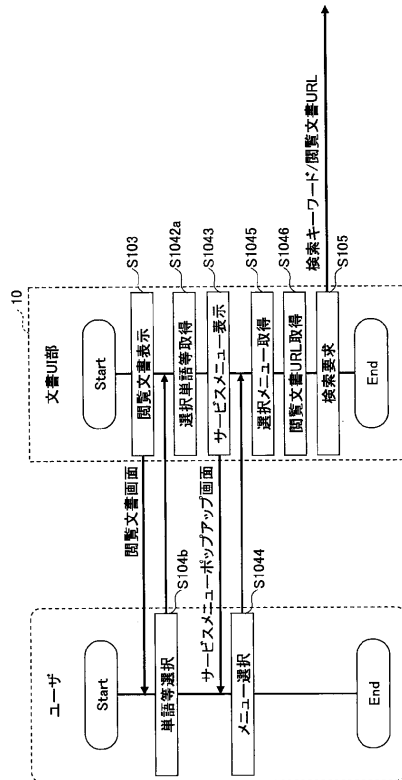 ユーザ
Start
単語等選択
S104b
メニュー選択
S1044
End
閲覧文書画面
サービスメニューポップアップ画面
10
文書UI部
Start
閲覧文書表示
S103
選択単語等取得
S1042a
サービスメニュー表示
S1043
選択メニュー取得
S1045
閲覧文書URL取得
S1046
検索要求
S105
End
検索キーワード/閲覧文書URL